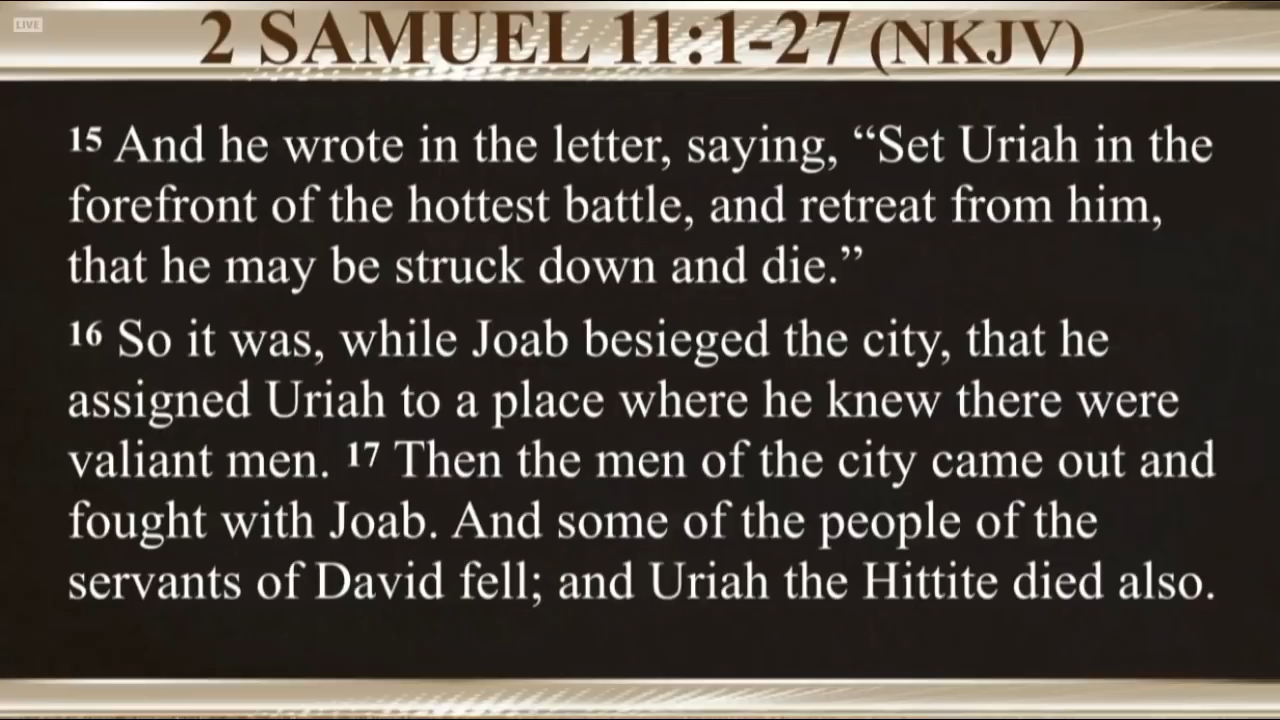 LIVE
2 SAMUEL 11:1-27 (NKJV)
15 And he wrote in the letter, saying, “Set Uriah in the
forefront of the hottest battle, and retreat from him,
that he may be struck down and die.”
16 So it was, while Joab besieged the city, that he
assigned Uriah to a place where he knew there were
valiant men. 17 Then the men of the city came out and
fought with Joab. And some of the people of the
servants of David fell; and Uriah the Hittite died also.